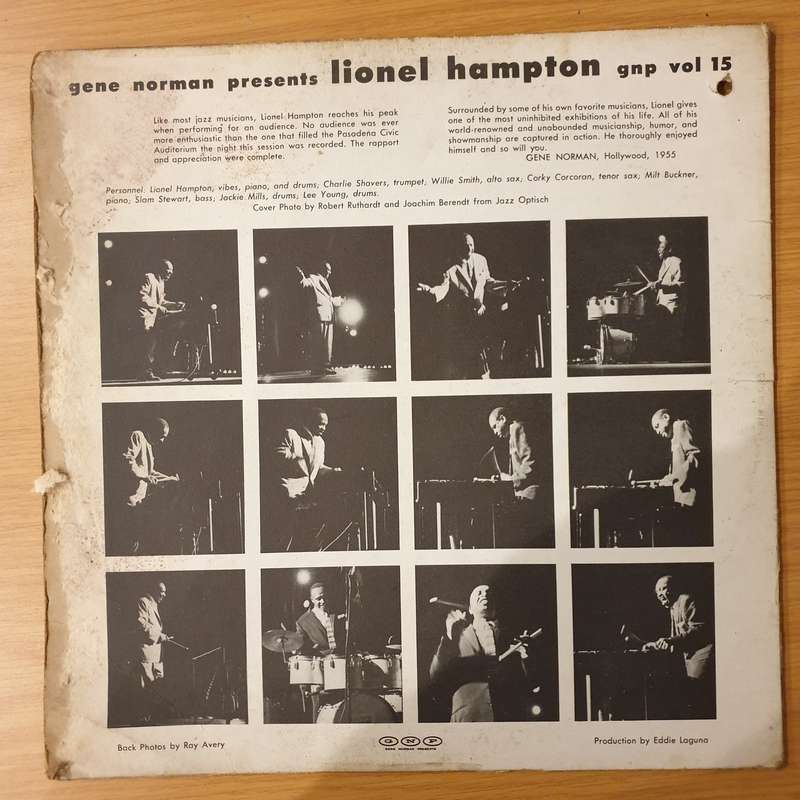 gene norman presents lionel hampton gnp vol 15
Like most jazz musicians, Lionel Hampton reaches his peak
when performing for an audience. No audience was ever
more enthusiastic than the one that filled the Pasadena Civic
Auditorium the night this session was recorded. The rapport
and appreciation were complete.
Surrounded by some of his own favorite musicians, Lionel gives
one of the most uninhibited exhibitions of his life. All of his
world-renowned and unabounded musicianship, humor, and
showmanship are captured in action. He thoroughly enjoyed
himself and so will you.
GENE NORMAN, Hollywood, 1955
Personnel. Lionel Hampton, vibes, piano, and drums; Charlie Shavers, trumpet; Willie Smith, alto sax; Corky Corcoran, tenor sax; Milt Buckner,
piano; Slam Stewart, bass; Jackie Mills, drums; Lee Young, drums.
Cover Photo by Robert Ruthardt and Joachim Berendt from Jazz Optisch
Back Photos by Ray Avery
GNP
GENE NORMAN PRESENTS
Production by Eddie Laguna